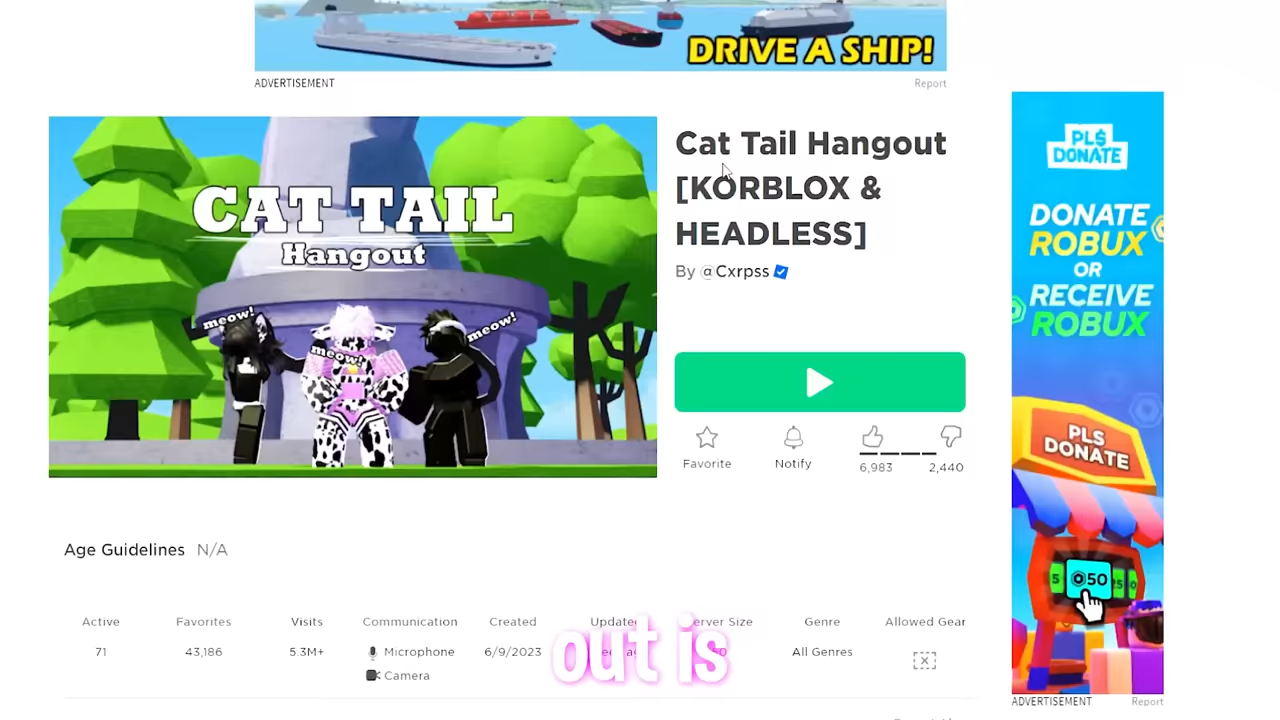 DRIVE A SHIP!
ADVERTISEMENT
Report
CAT TAIL
Hangout
meow!
meow!
meow!
Cat Tail Hangout
[KORBLOX &
HEADLESS]
By @Cxrpss
Favorite
Notify
6,983
2,440
PL$
DONATE
DONATE
ROBUX
OR
RECEIVE
ROBUX
PLS
DONATE
5
50
ADVERTISEMENT
Report
Age Guidelines N/A
Active
Favorites
Visits
Communication
Created
Genre
Allowed Gear
71
43,186
5.3M+
Microphone
Camera
6/9/2023
All Genres
out is